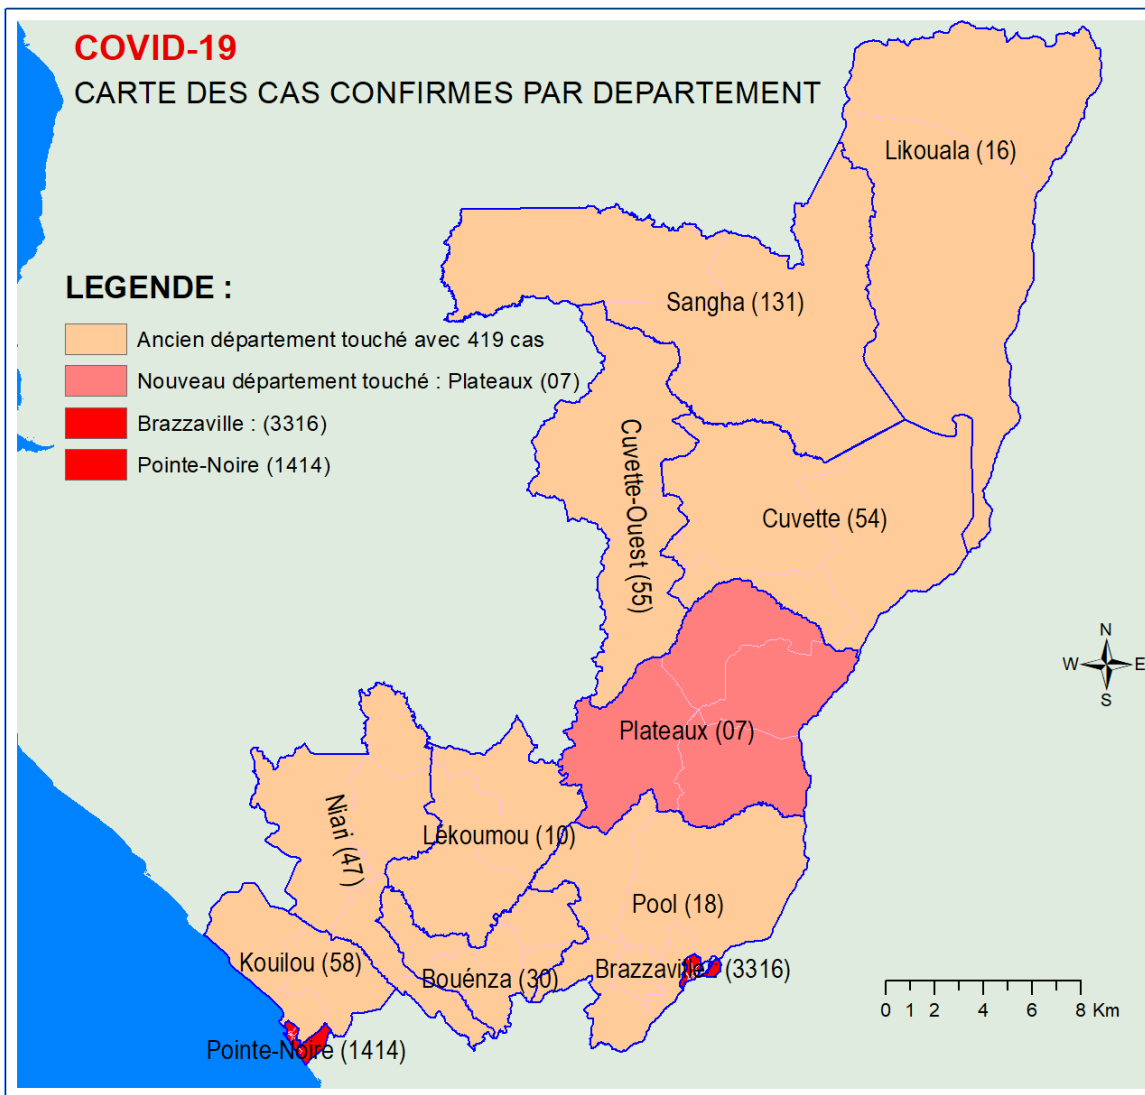 COVID-19
CARTE DES CAS CONFIRMES PAR DEPARTEMENT
Likouala (16)
Sangha (131)
LEGENDE :
Ancien département touché avec 419 cas
Nouveau département touché : Plateaux (07)
Brazzaville : (3316)
Pointe-Noire (1414)
Cuvette-Ouest (55)
Cuvette (54)
N
W
E
S
Plateaux (07)
Niari (47)
Lékoumou (10)
Pool (18)
Kouilou (58)
Bouénza (30)
Brazzaville (3316)
0 1 2 4 6 8 Km
Pointe-Noire (1414)